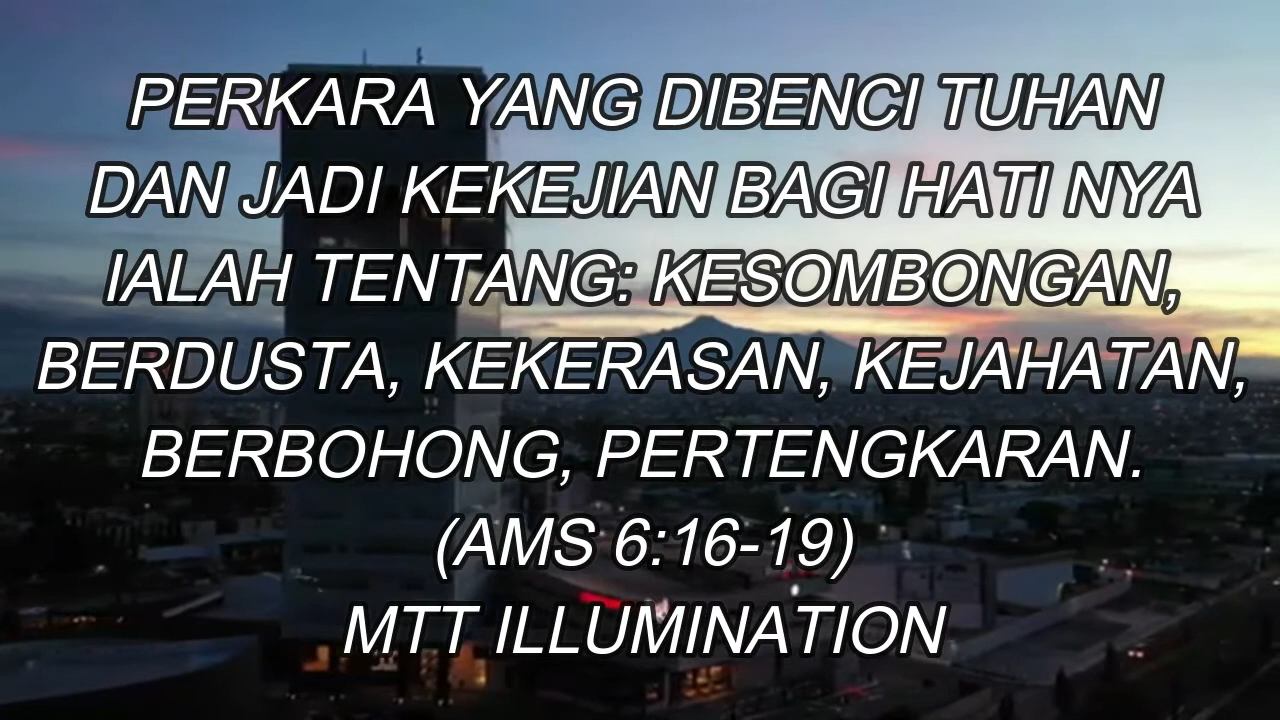 PERKARA YANG DIBENCI TUHAN
DAN JADI KEKEJIAN BAGI HATI NYA
IALAH TENTANG: KESOMBONGAN,
BERDUSTA, KEKERASAN, KEJAHATAN,
BERBOHONG, PERTENGKARAN.
(AMS 6:16-19)
MTT ILLUMINATION